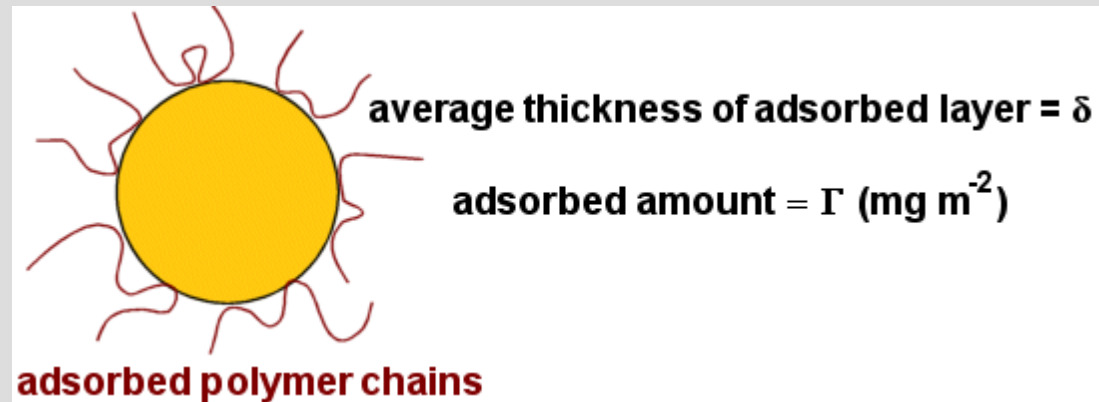 average thickness of adsorbed layer = δ
adsorbed amount = Γ (mg m⁻²)
adsorbed polymer chains